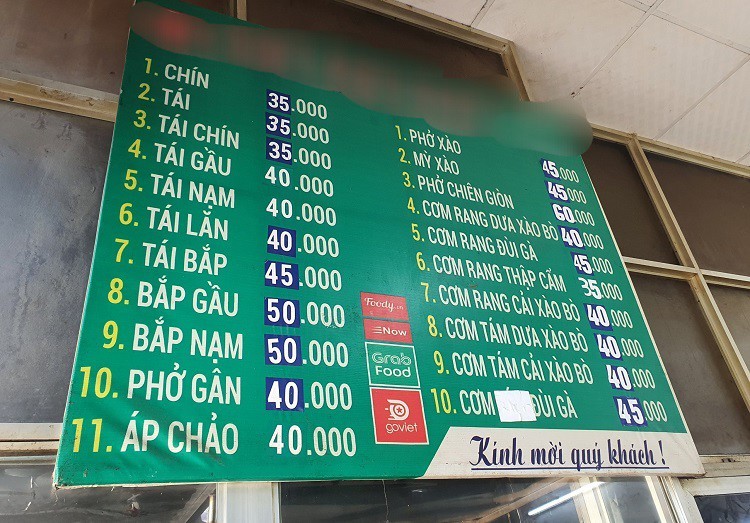 1. CHÍN 35.000
2. TÁI 35.000
3. TÁI CHÍN 35.000
4. TÁI GẦU 40.000
5. TÁI NẠM 40.000
6. TÁI LĂN 40.000
7. TÁI BẮP 45.000
8. BẮP GẦU 50.000
9. BẮP NẠM 50.000
10. PHỞ GÂN 40.000
11. ÁP CHẢO 40.000
1. PHỞ XÀO 45.000
2. MỲ XÀO 45.000
3. PHỞ CHIÊN GIÒN 60.000
4. CƠM RANG DƯA XÀO BÒ 40.000
5. CƠM RANG ĐÙI GÀ 45.000
6. CƠM RANG THẬP CẨM 35.000
7. CƠM RANG CẢI XÀO BÒ 40.000
8. CƠM TÁM DƯA XÀO BÒ 40.000
9. CƠM TÁM CẢI XÀO BÒ 40.000
10. CƠM ĐÙI GÀ 45.000
Foody.vn
Now
Grab
Food
goviet
Kính mời quý khách !